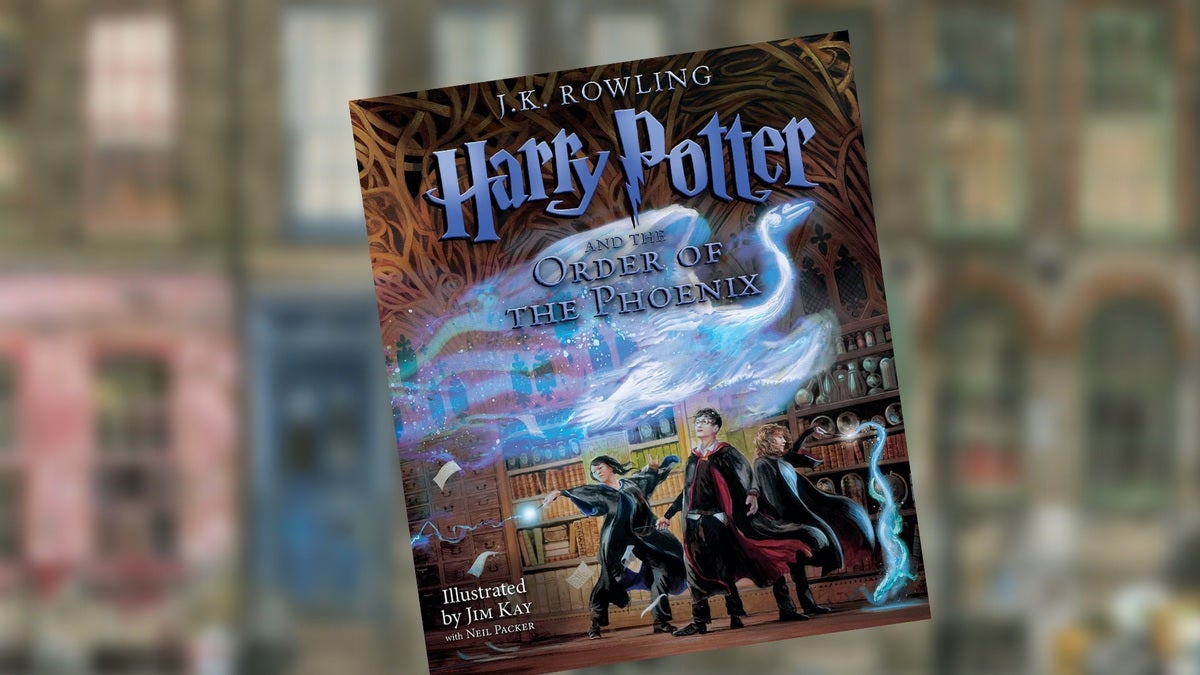 J.K. ROWLING
Harry Potter
AND THE
ORDER OF
THE PHOENIX
Illustrated
by JIM KAY
with NEIL PACKER